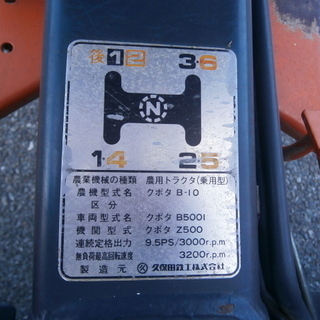 後12 3·6
N
1·4 2·5
農業機械の種類 農用トラクタ(乗用型)
農機型式名 クボタ B-10
区分
車両型式名 クボタ B5001
機関型式 クボタ Z500
連続定格出力 9.5PS/3000r.p.m
無負荷最高回転速度 3200r.p.m
製造元 久保田鉄工株式会社